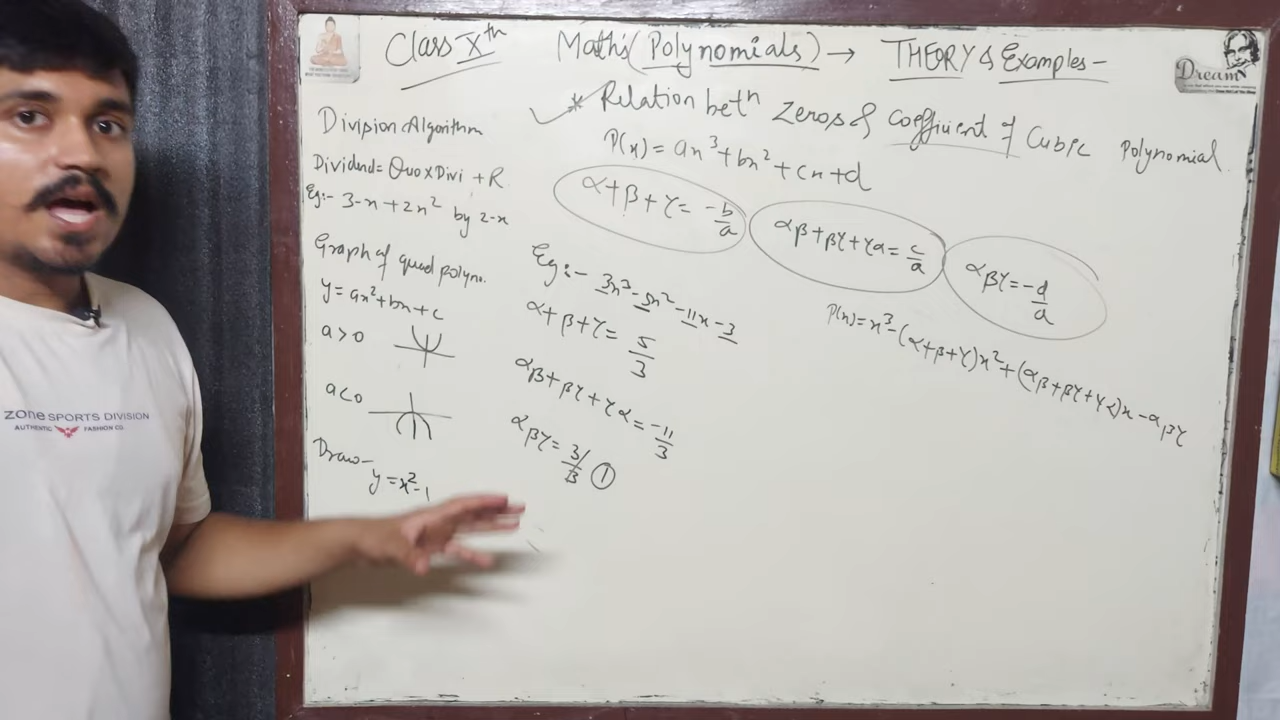 Class Xth Maths (Polynomials) → THEORY & Examples -
Dream
* Relation betn zeros & coefficient of Cubic Polynomial
P(x) = ax³ + bx² + cx + d
α + β + γ = -b/a
αβ + βγ + γα = c/a
αβγ = -d/a
P(x) = x³ - (α+β+γ)x² + (αβ+βγ+γα)x - αβγ
Division Algorithm
Dividend = Quo x Divi + R
Eg:- 3-x+2x² by 2-x
Graph of quad polyno.
y = ax² + bx + c
a > 0
a < 0
Draw -
y = x² - 1
Eg:- 3x³ - 5x² - 11x - 3
α + β + γ = 5/3
αβ + βγ + γα = -11/3
αβγ = 3/3 ①
zone SPORTS DIVISION
AUTHENTIC FASHION CO.